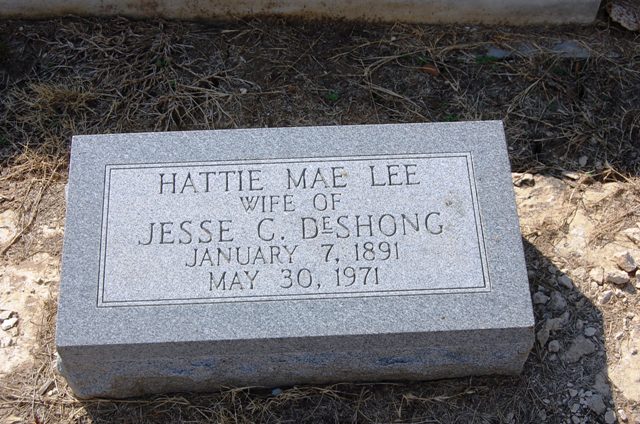 HATTIE MAE LEE
WIFE OF
JESSE C. DESHONG
JANUARY 7, 1891
MAY 30, 1971